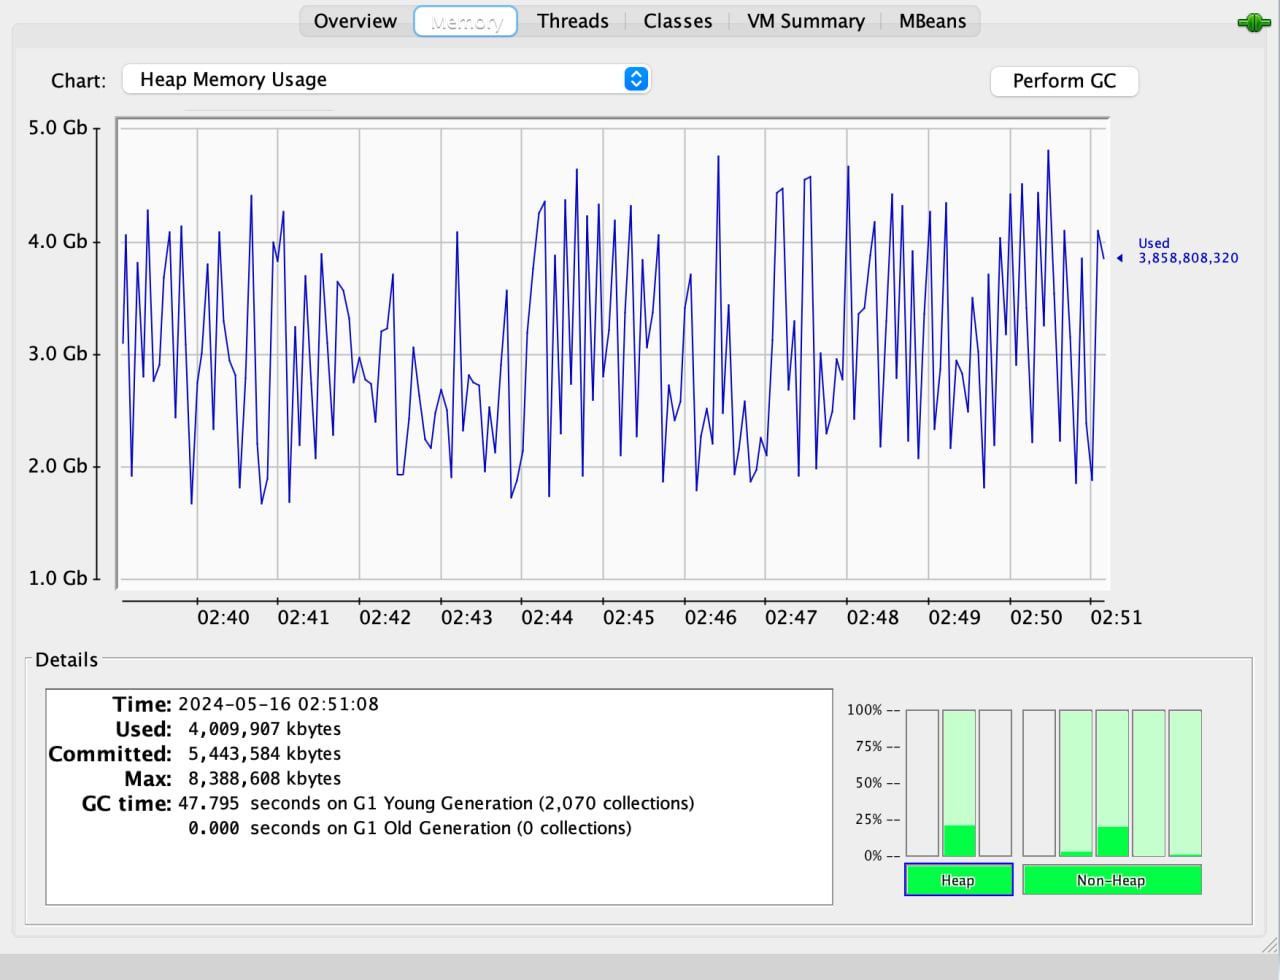 Overview Memory Threads Classes VM Summary MBeans
Chart: Heap Memory Usage Perform GC
5.0 Gb
4.0 Gb
3.0 Gb
2.0 Gb
1.0 Gb
Used
3,858,808,320
02:40 02:41 02:42 02:43 02:44 02:45 02:46 02:47 02:48 02:49 02:50 02:51
Details
Time: 2024-05-16 02:51:08
Used: 4,009,907 kbytes
Committed: 5,443,584 kbytes
Max: 8,388,608 kbytes
GC time: 47.795 seconds on G1 Young Generation (2,070 collections)
0.000 seconds on G1 Old Generation (0 collections)
100% --
75% --
50% --
25% --
0% --
Heap Non-Heap